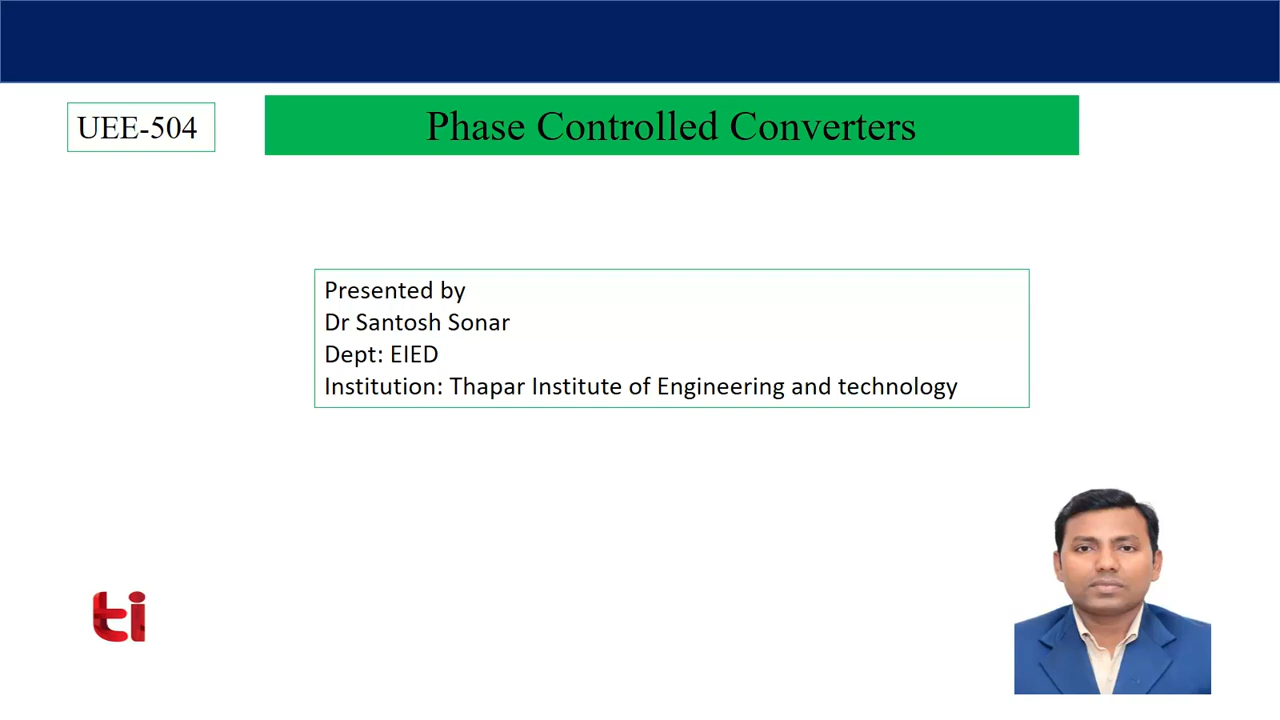 UEE-504
Phase Controlled Converters
Presented by
Dr Santosh Sonar
Dept: EIED
Institution: Thapar Institute of Engineering and technology
ti